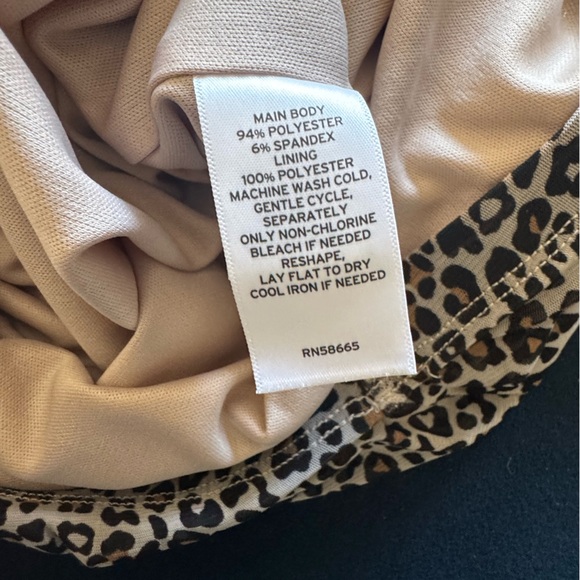 MAIN BODY
94% POLYESTER
6% SPANDEX
LINING
100% POLYESTER
MACHINE WASH COLD,
GENTLE CYCLE,
SEPARATELY
ONLY NON-CHLORINE
BLEACH IF NEEDED
RESHAPE,
LAY FLAT TO DRY
COOL IRON IF NEEDED
RN58665